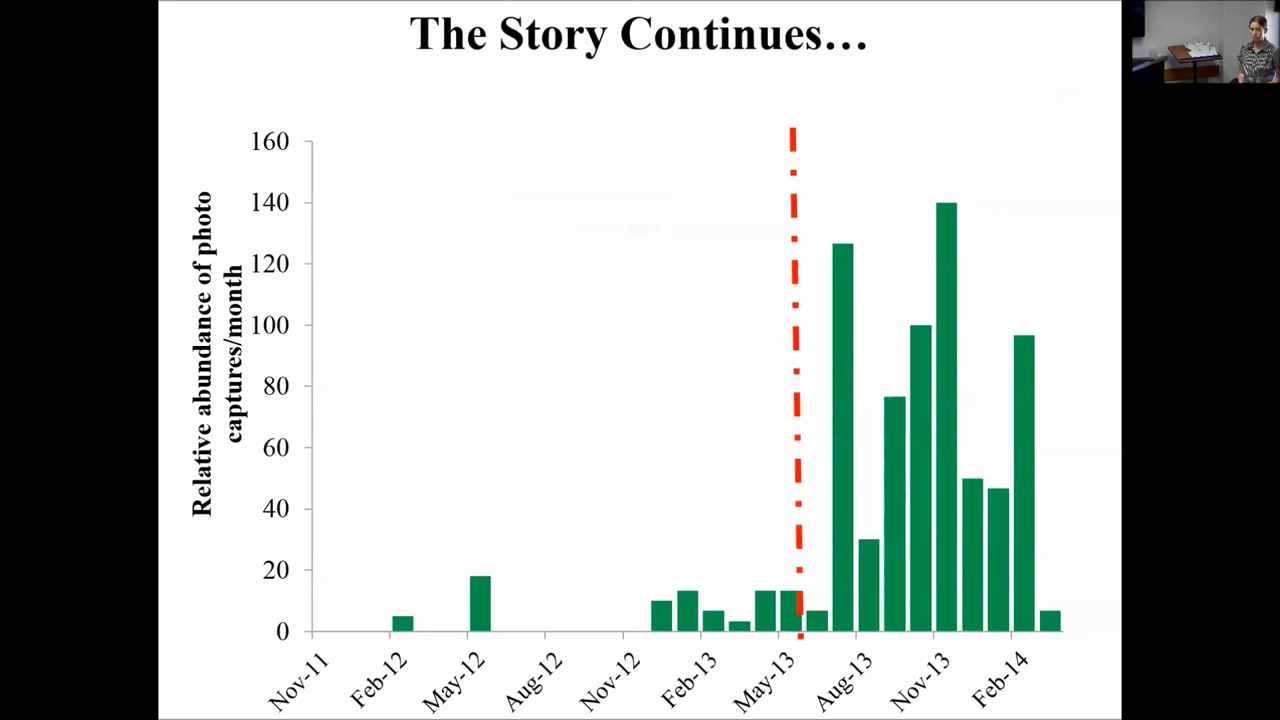 The Story Continues…
Relative abundance of photo
captures/month
160
140
120
100
80
60
40
20
0
Nov-11
Feb-12
May-12
Aug-12
Nov-12
Feb-13
May-13
Aug-13
Nov-13
Feb-14